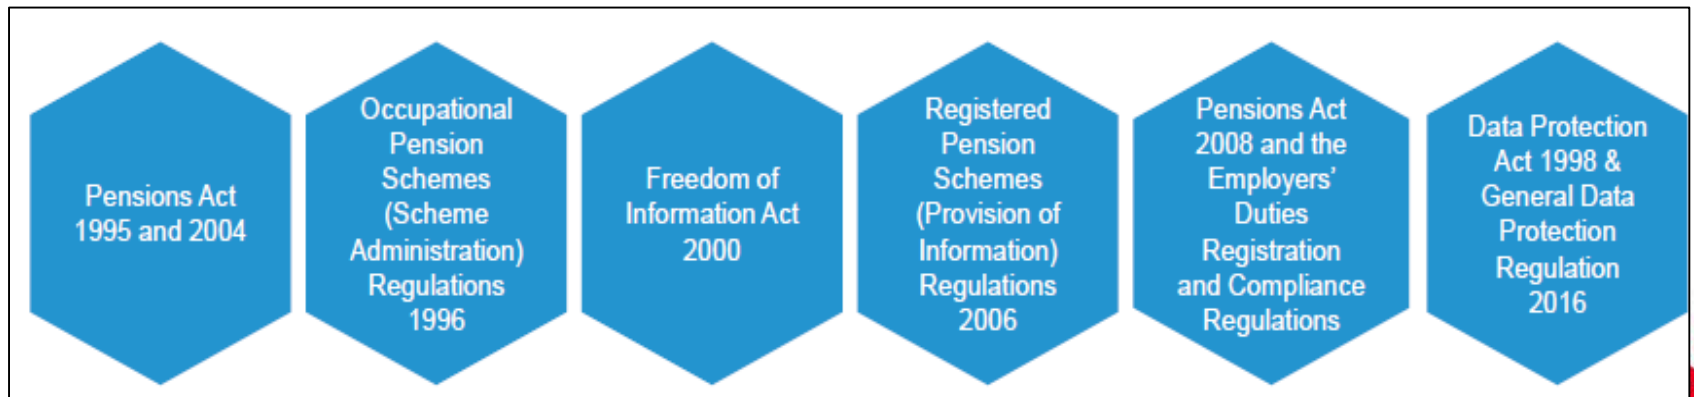 Pensions Act
1995 and 2004
Occupational
Pension
Schemes
(Scheme
Administration)
Regulations
1996
Freedom of
Information Act
2000
Registered
Pension
Schemes
(Provision of
Information)
Regulations
2006
Pensions Act
2008 and the
Employers'
Duties
Registration
and Compliance
Regulations
Data Protection
Act 1998 &
General Data
Protection
Regulation
2016